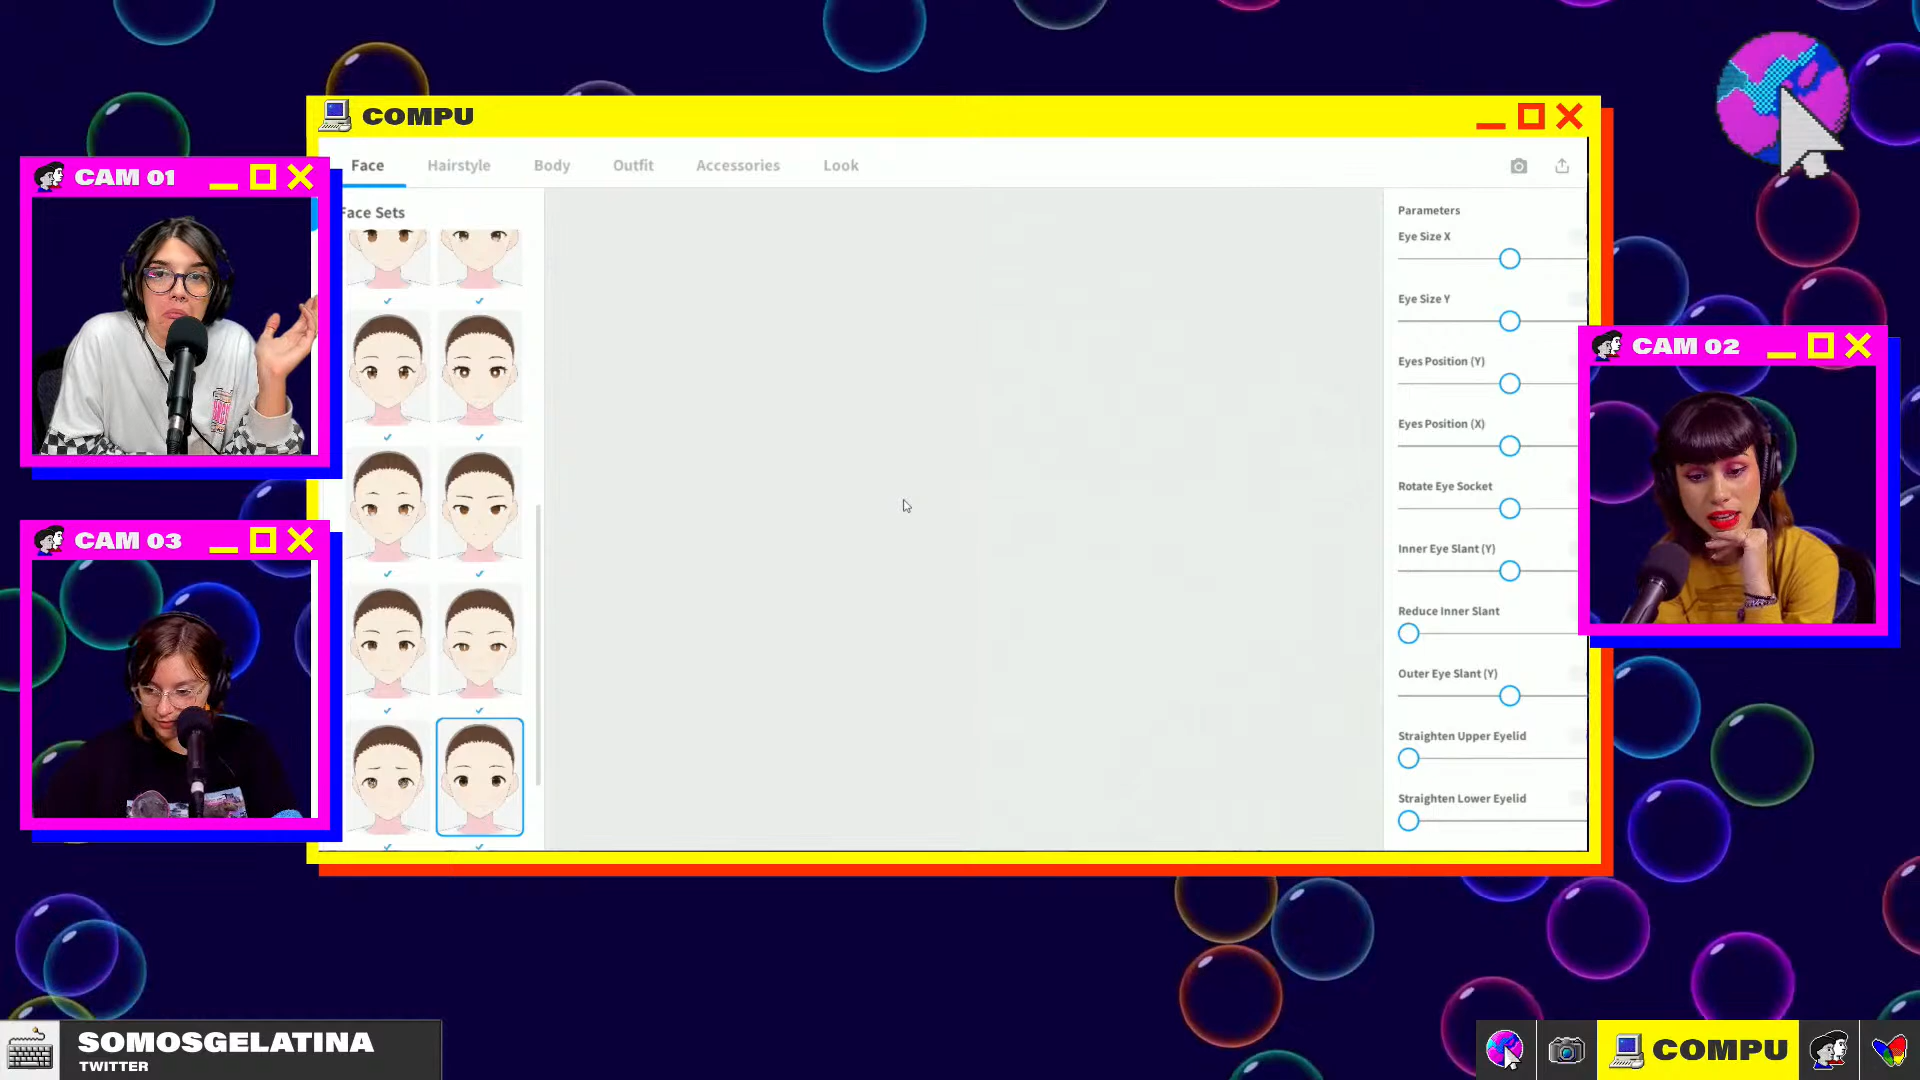 COMPU
CAM 01
Face
Hairstyle
Body
Outfit
Accessories
Look
Face Sets
Parameters
Eye Size X
Eye Size Y
Eyes Position (Y)
Eyes Position (X)
Rotate Eye Socket
Inner Eye Slant (Y)
Reduce Inner Slant
Outer Eye Slant (Y)
Straighten Upper Eyelid
Straighten Lower Eyelid
CAM 02
CAM 03
SOMOSGELATINA
TWITTER
COMPU